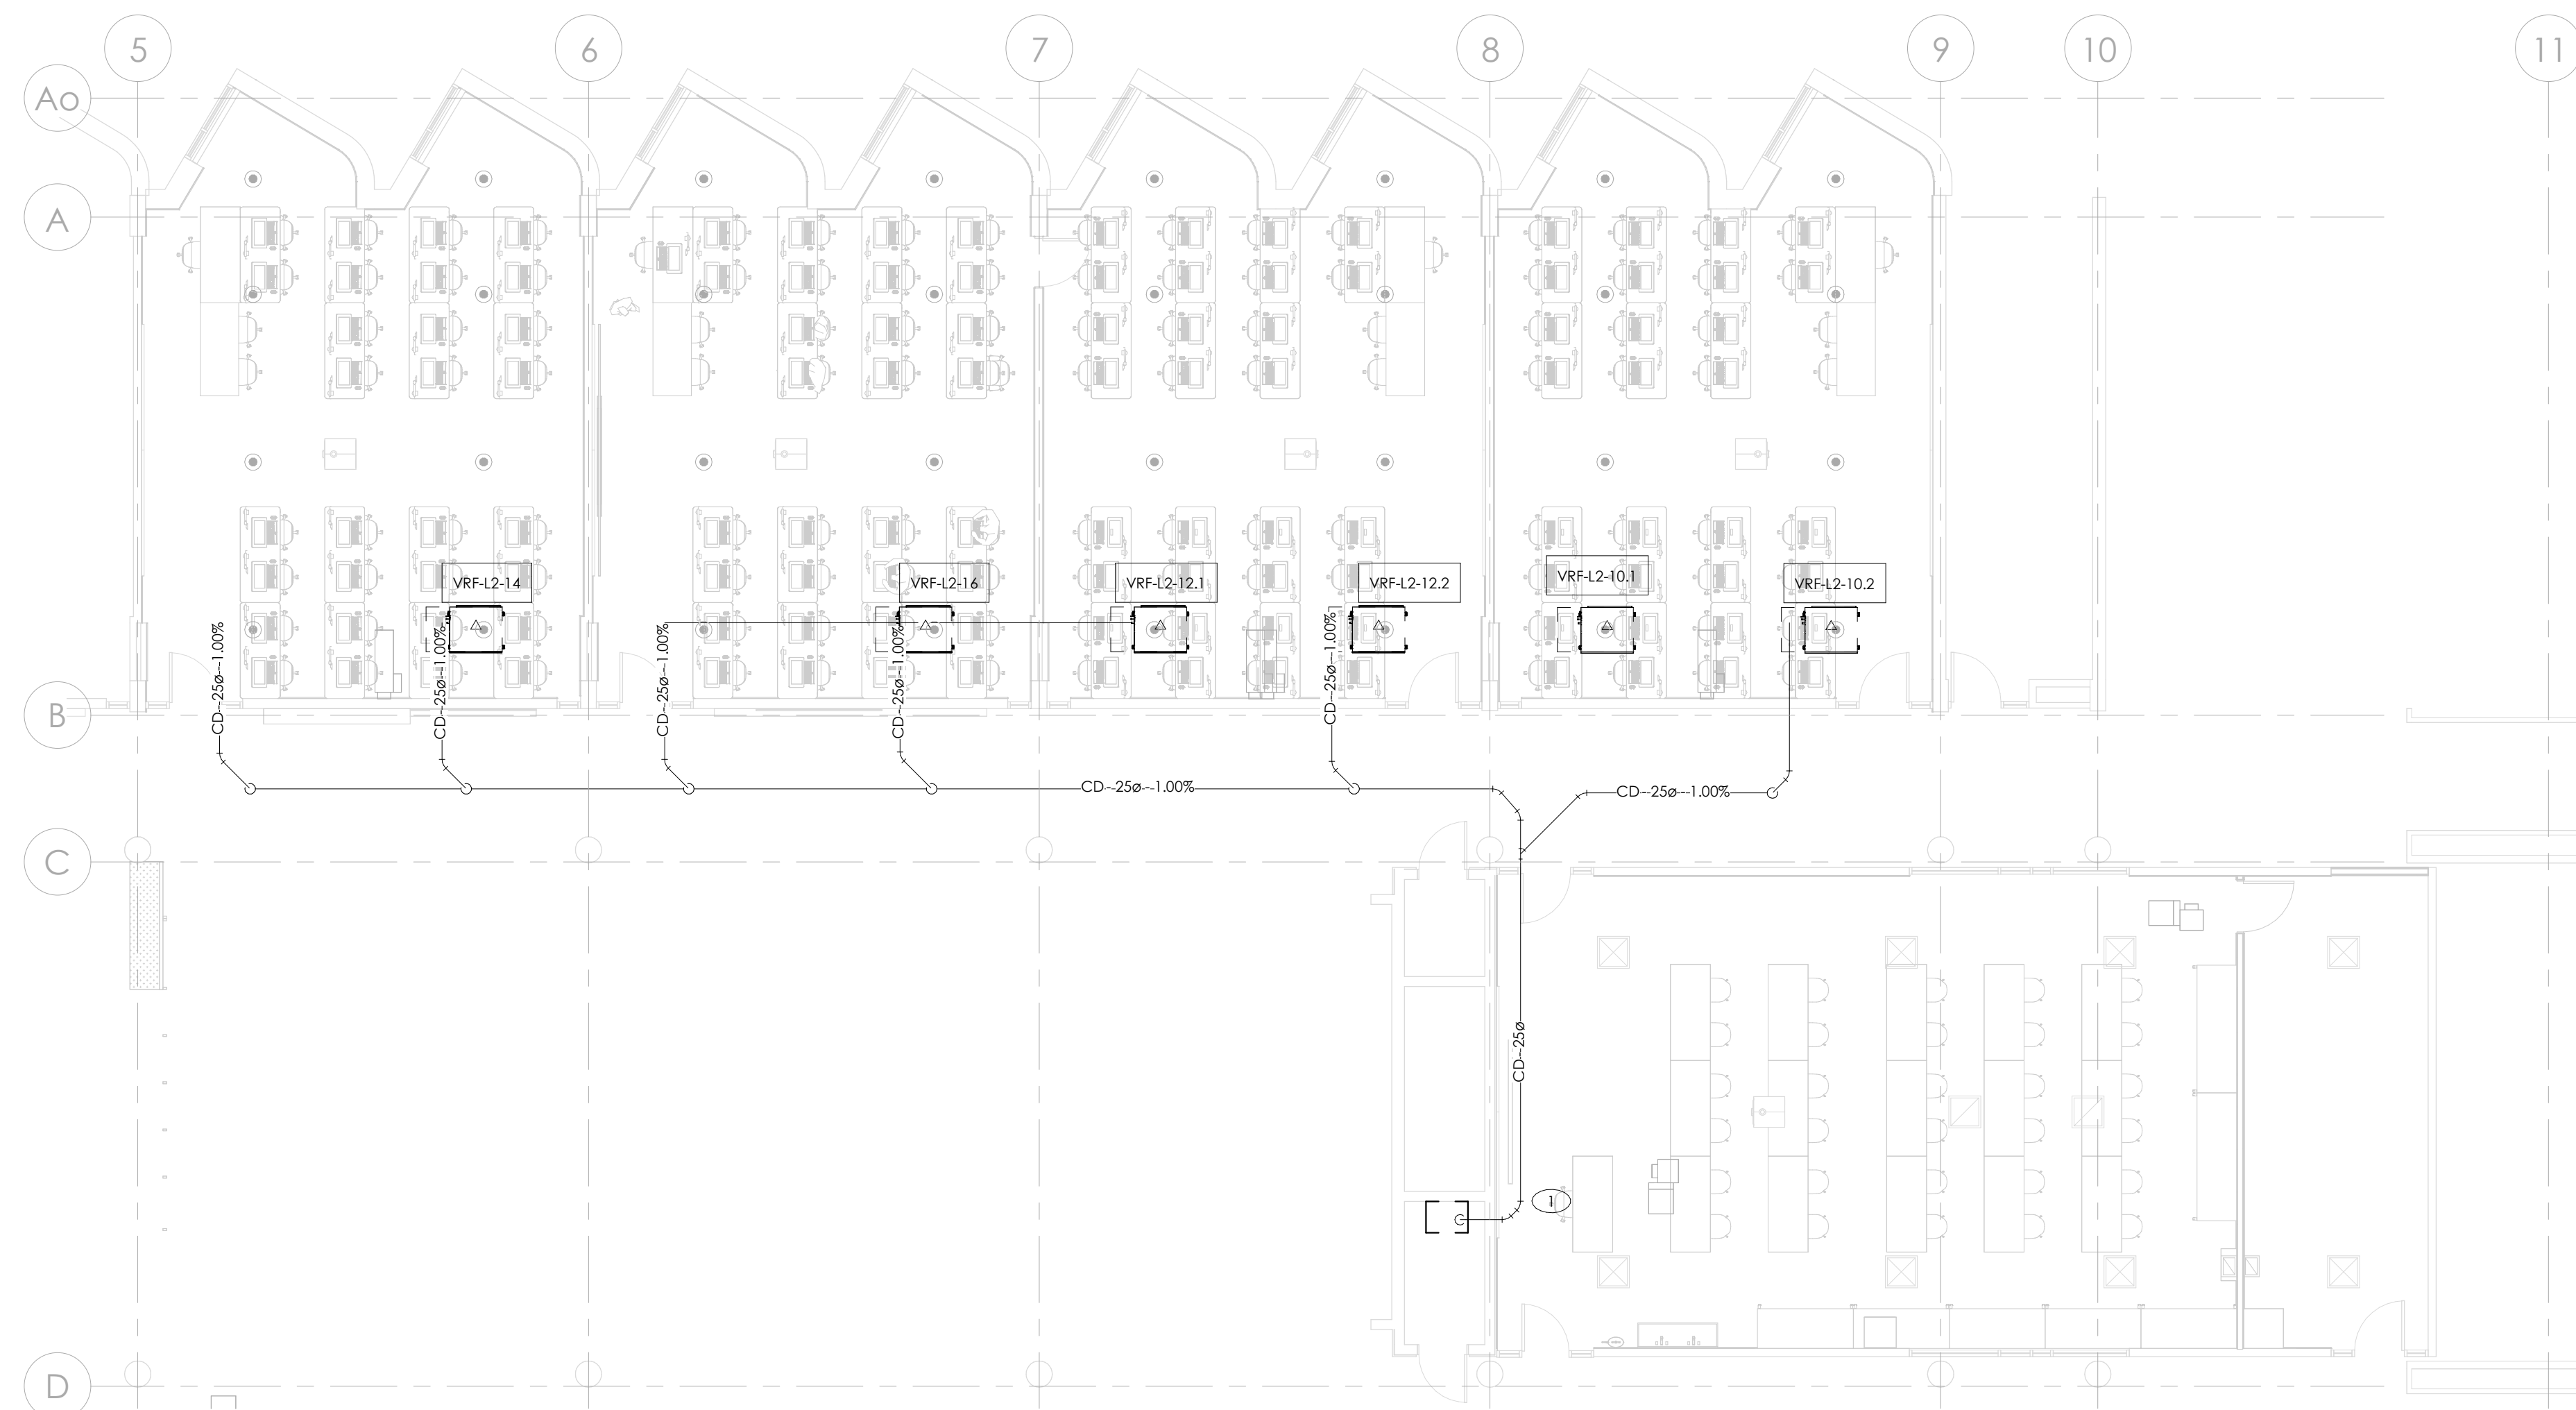 5
6
7
8
9
10
11
Ao
A
VRF-L2-14
VRF-L2-16
VRF-L2-12.1
VRF-L2-12.2
VRF-L2-10.1
VRF-L2-10.2
CD--25ø--1.00%
CD--25ø--1.00%
CD--25ø--1.00%
CD--25ø--1.00%
CD--25ø--1.00%
B
CD--25ø--1.00%
CD--25ø--1.00%
C
CD--25ø
1
D